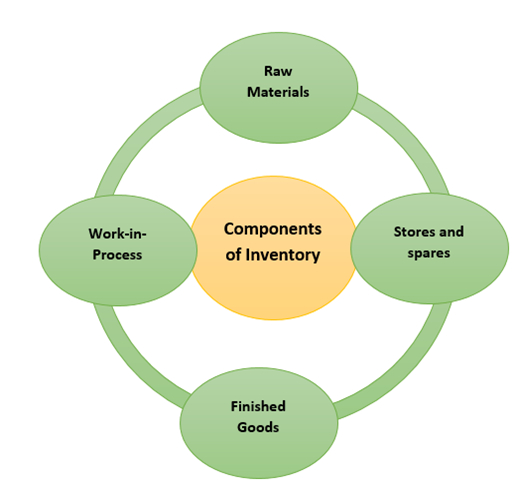 Raw
Materials
Work-in-
Process
Components
of Inventory
Stores and
spares
Finished
Goods